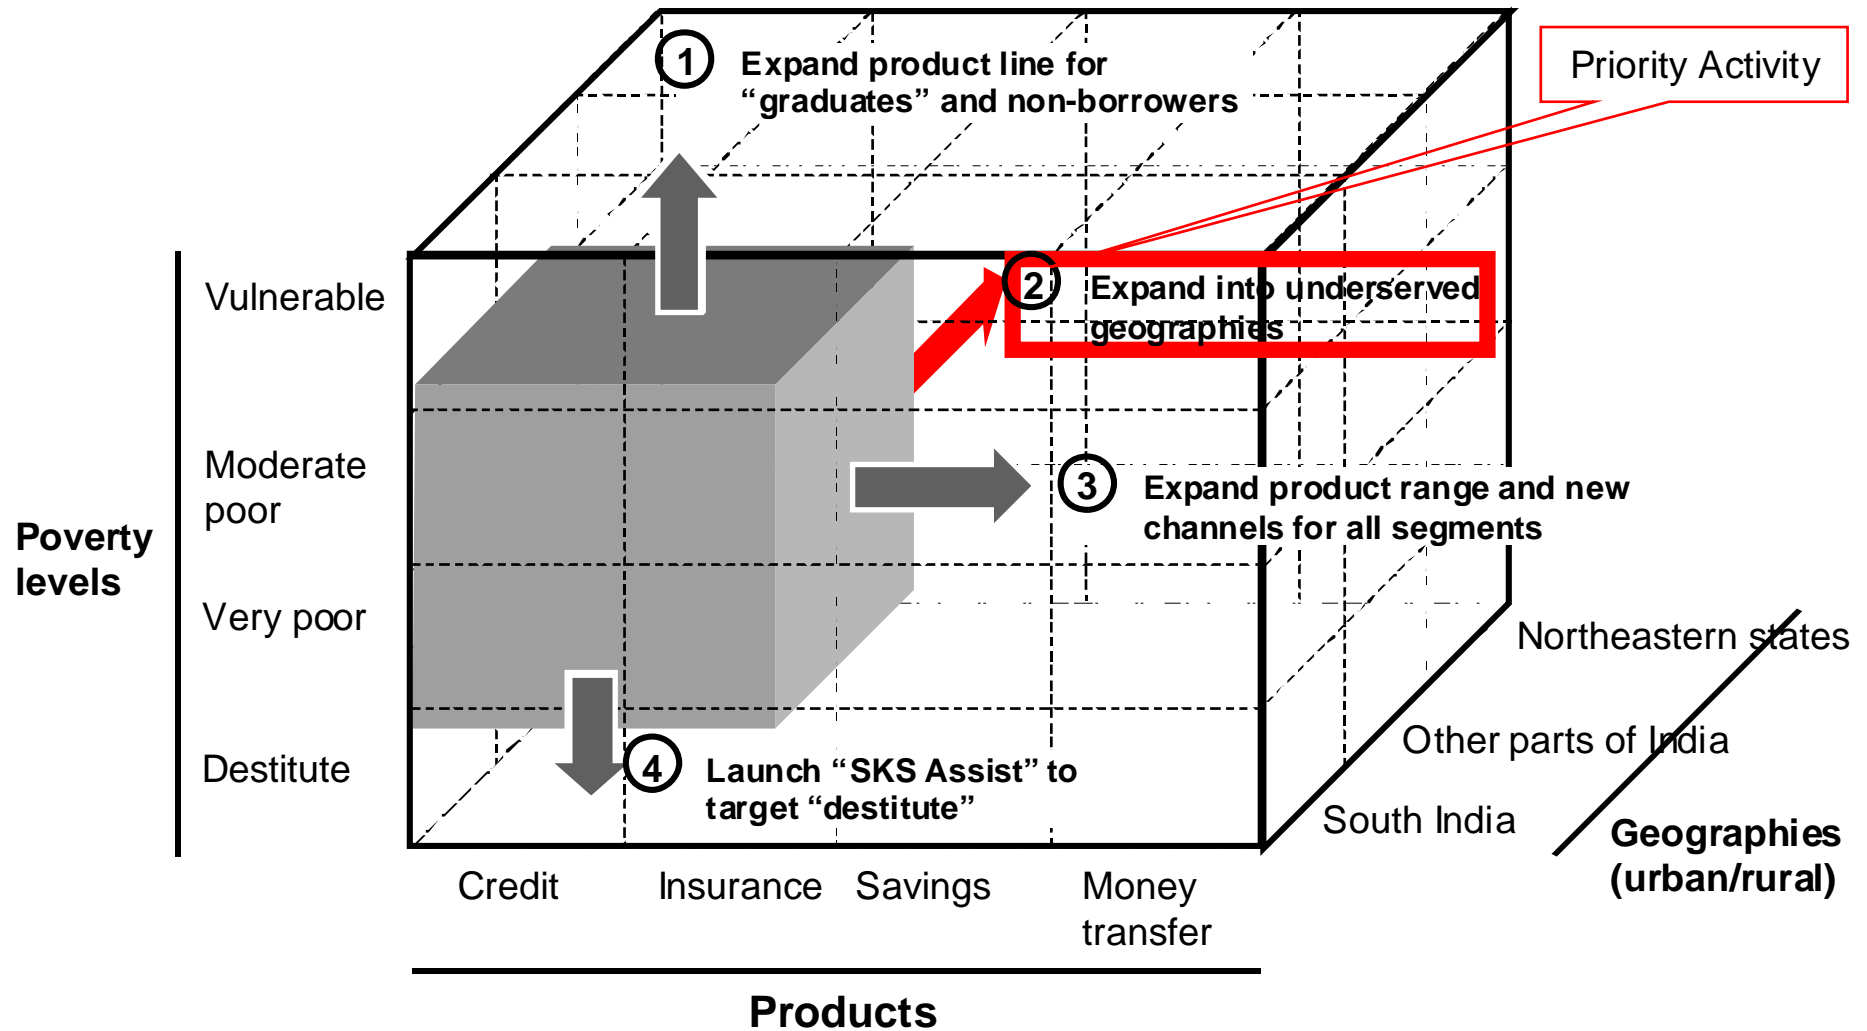 1
Expand product line for
“graduates” and non-borrowers
Priority Activity
2
Expand into underserved
geographies
Vulnerable
Moderate
poor
3
Expand product range and new
channels for all segments
Poverty
levels
Very poor
Northeastern states
Other parts of India
South India
Geographies
(urban/rural)
Destitute
4
Launch “SKS Assist” to
target “destitute”
Credit
Insurance
Savings
Money
transfer
Products